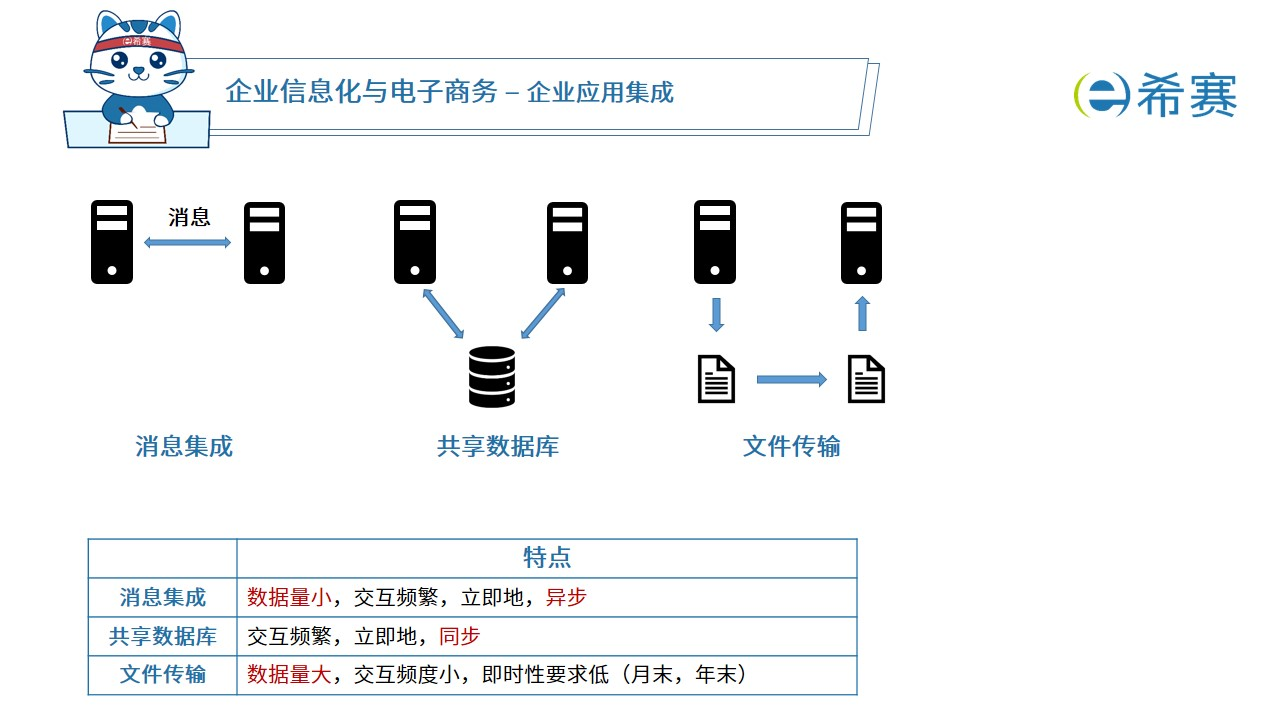 希赛
企业信息化与电子商务 – 企业应用集成
希赛
消息
消息集成
共享数据库
文件传输
特点
消息集成 数据量小，交互频繁，立即地，异步
共享数据库 交互频繁，立即地，同步
文件传输 数据量大，交互频度小，即时性要求低（月末，年末）